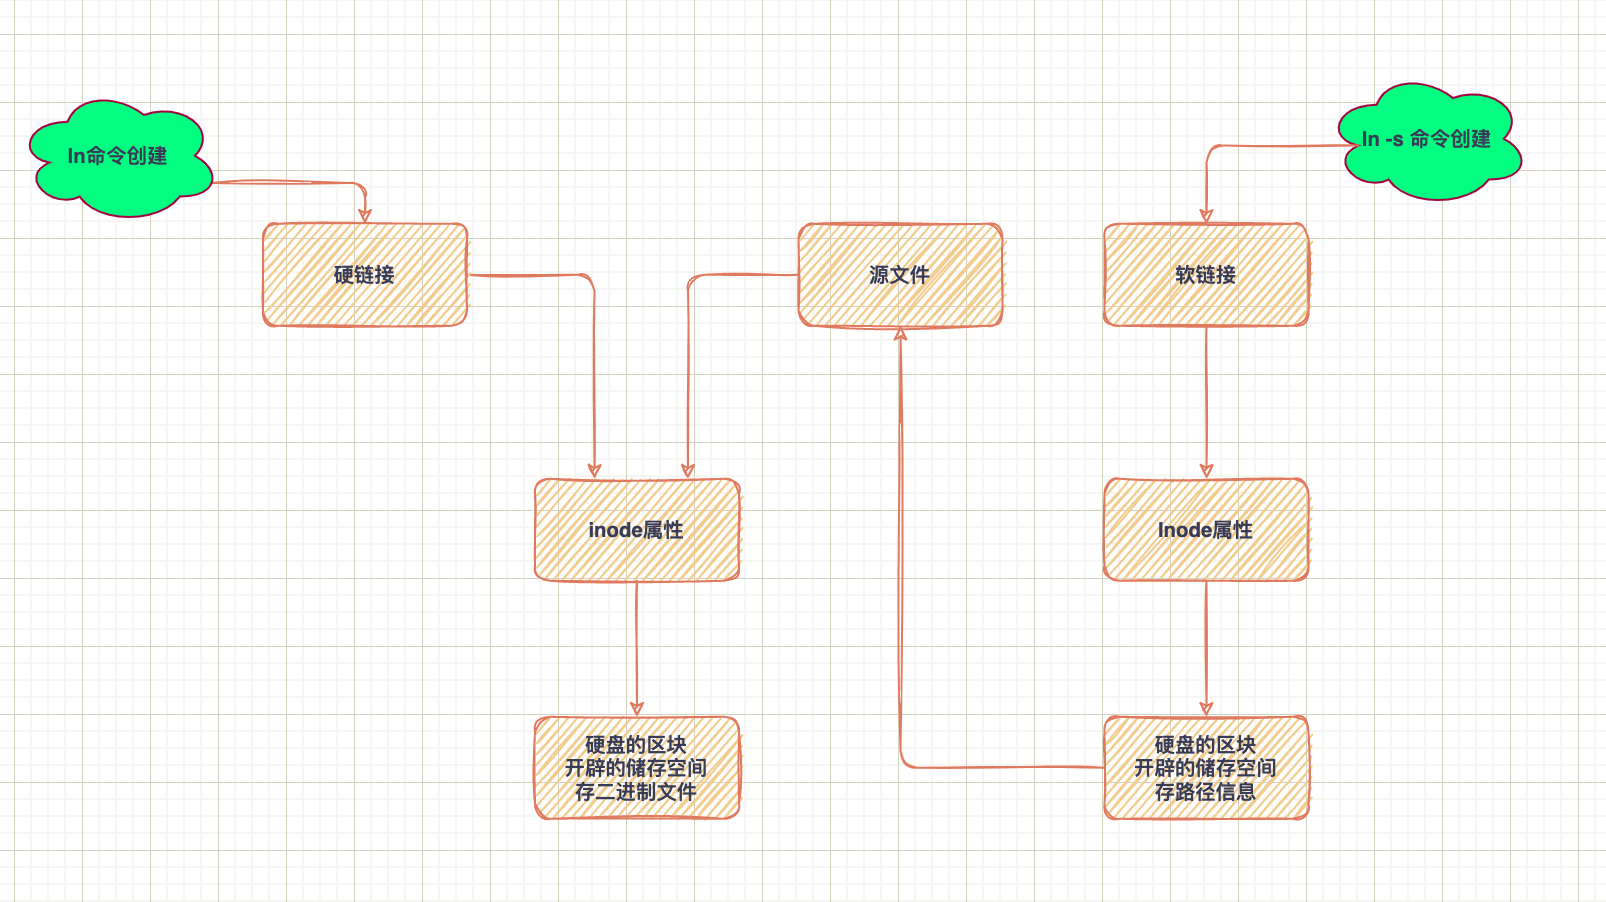 ln命令创建
ln -s 命令创建
硬链接
源文件
软链接
inode属性
Inode属性
硬盘的区块
开辟的储存空间
存二进制文件
硬盘的区块
开辟的储存空间
存路径信息